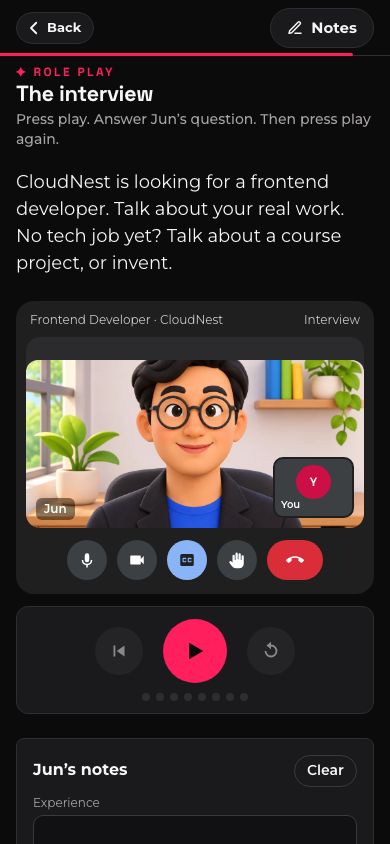 Back
Notes
ROLE PLAY
The interview
Press play. Answer Jun’s question. Then press play
again.
CloudNest is looking for a frontend
developer. Talk about your real work.
No tech job yet? Talk about a course
project, or invent.
Frontend Developer · CloudNest
Interview
Y
You
Jun
CC
Jun’s notes
Clear
Experience